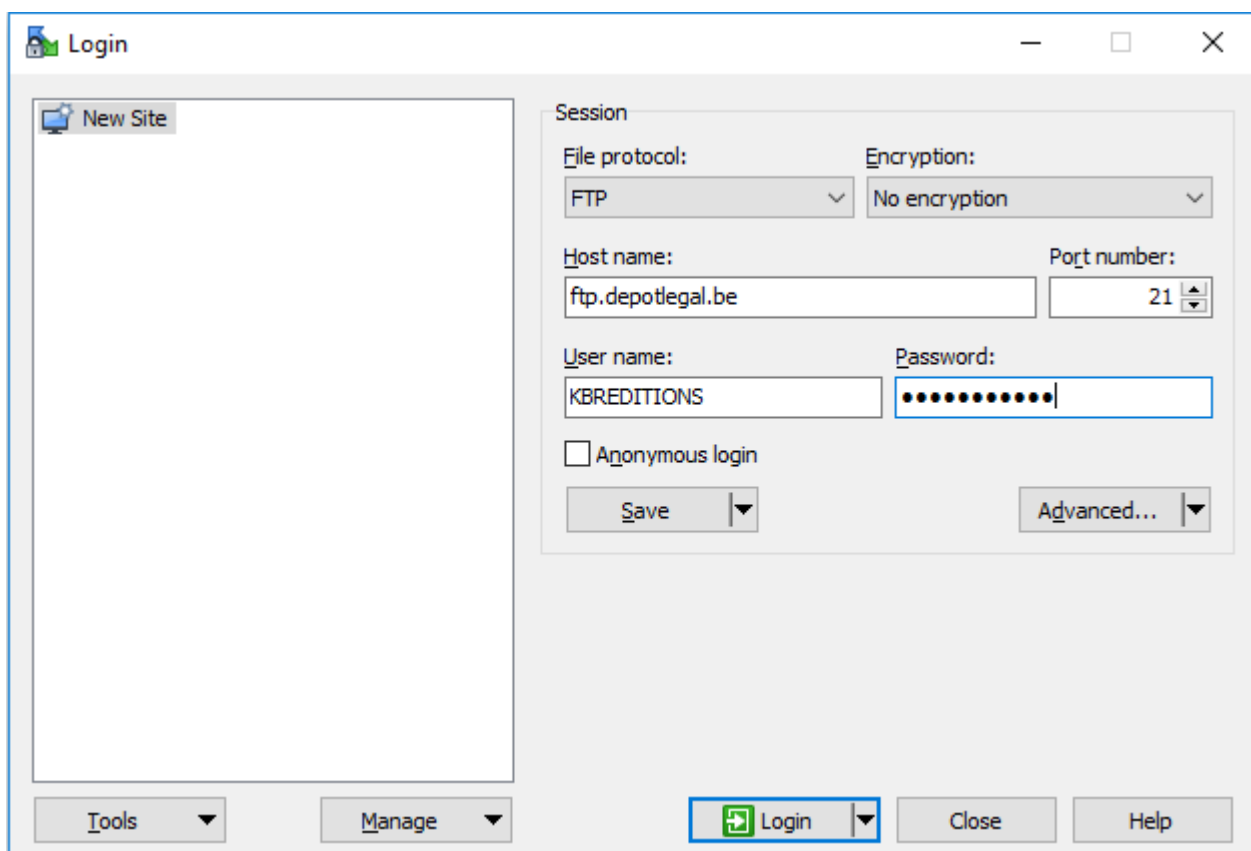 Login
New Site
Session
File protocol: Encryption:
FTP No encryption
Host name: Port number:
ftp.depotlegal.be 21
User name: Password:
KBREDITIONS ●●●●●●●●●●●
Anonymous login
Save Advanced...
Tools Manage Login Close Help